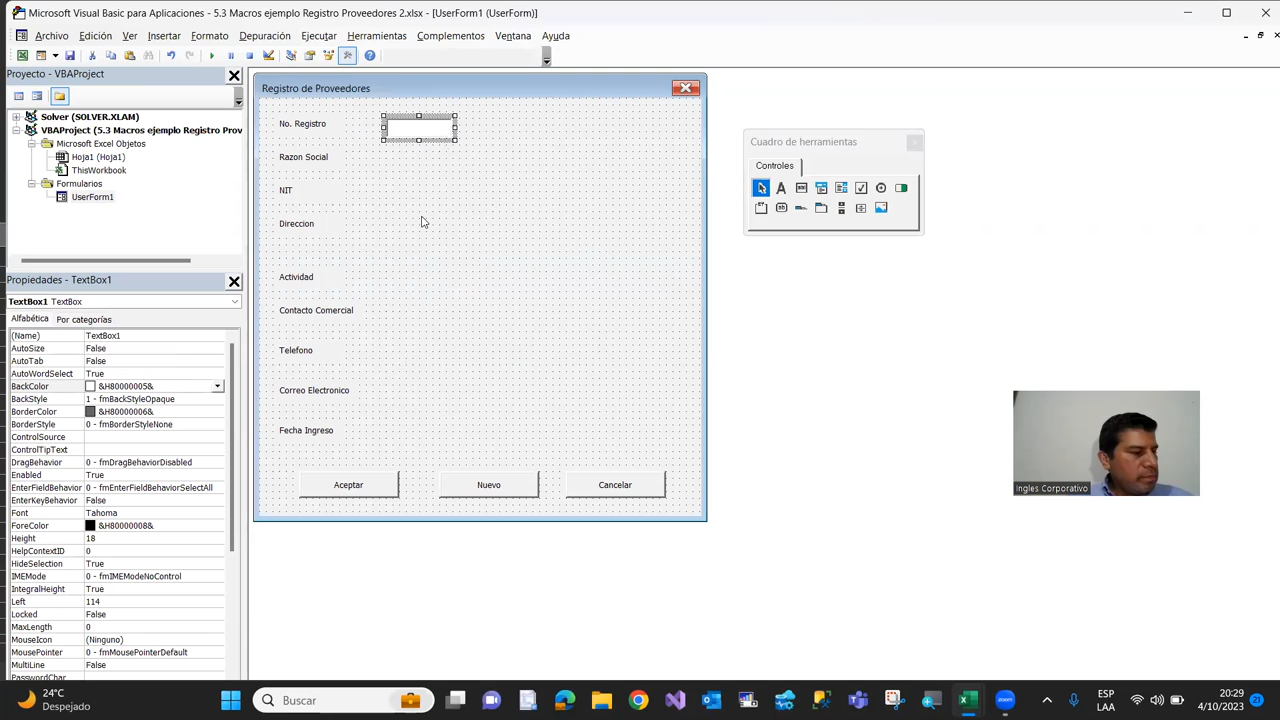 Microsoft Visual Basic para Aplicaciones - 5.3 Macros ejemplo Registro Proveedores 2.xlsx - [UserForm1 (UserForm)]
Archivo Edición Ver Insertar Formato Depuración Ejecutar Herramientas Complementos Ventana Ayuda
Proyecto - VBAProject
Solver (SOLVER.XLAM)
VBAProject (5.3 Macros ejemplo Registro Prov
Microsoft Excel Objetos
Hoja1 (Hoja1)
ThisWorkbook
Formularios
UserForm1
Propiedades - TextBox1
TextBox1 TextBox
Alfabética Por categorías
(Name) TextBox1
AutoSize False
AutoTab False
AutoWordSelect True
BackColor &H80000005&
BackStyle 1 - fmBackStyleOpaque
BorderColor &H80000006&
BorderStyle 0 - fmBorderStyleNone
ControlSource
ControlTipText
DragBehavior 0 - fmDragBehaviorDisabled
Enabled True
EnterFieldBehavior 0 - fmEnterFieldBehaviorSelectAll
EnterKeyBehavior False
Font Tahoma
ForeColor &H80000008&
Height 18
HelpContextID 0
HideSelection True
IMEMode 0 - fmIMEModeNoControl
IntegralHeight True
Left 114
Locked False
MaxLength 0
MouseIcon (Ninguno)
MousePointer 0 - fmMousePointerDefault
MultiLine False
PasswordChar
Registro de Proveedores
No. Registro
Razon Social
NIT
Direccion
Actividad
Contacto Comercial
Telefono
Correo Electronico
Fecha Ingreso
Aceptar Nuevo Cancelar
Cuadro de herramientas
Controles
Ingles Corporativo
24°C
Despejado
Buscar
ESP
LAA
20:29
4/10/2023